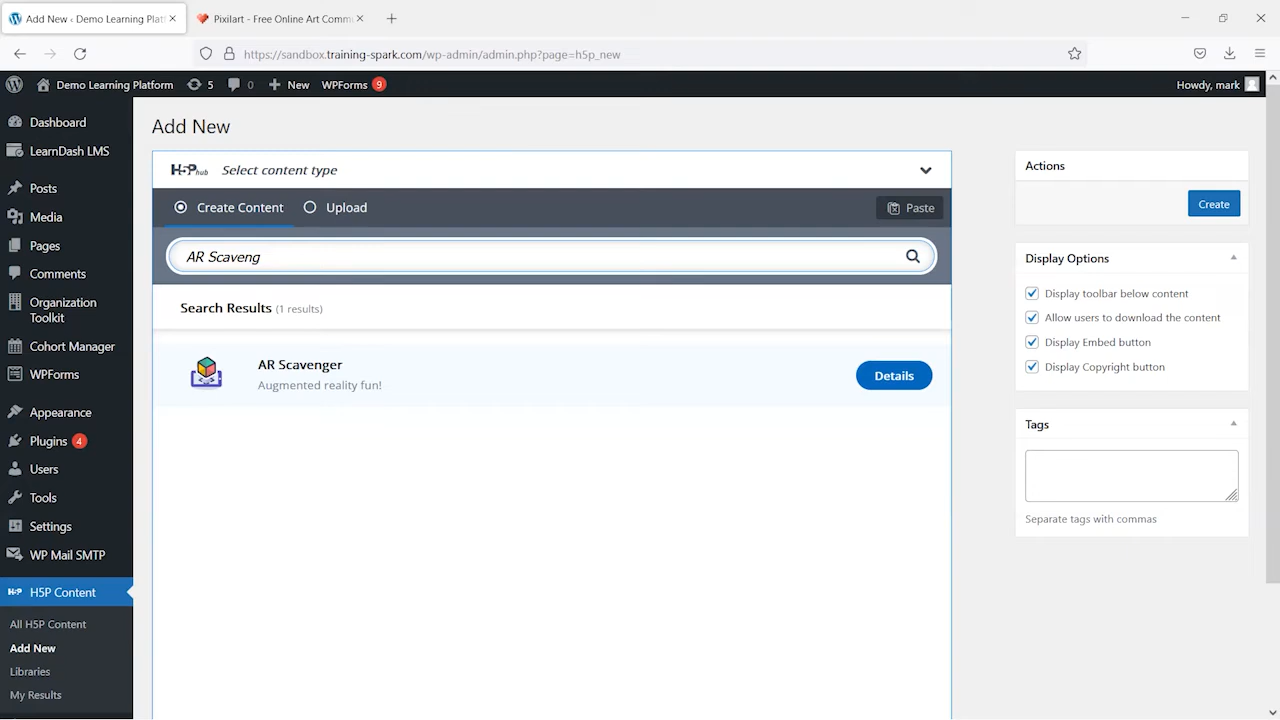 Add New ‹ Demo Learning Platf
Pixilart - Free Online Art Commu
https://sandbox.training-spark.com/wp-admin/admin.php?page=h5p_new
Demo Learning Platform
5
0
New
WPForms
9
Howdy, mark
Dashboard
LearnDash LMS
Posts
Media
Pages
Comments
Organization
Toolkit
Cohort Manager
WPForms
Appearance
Plugins
4
Users
Tools
Settings
WP Mail SMTP
H5P Content
All H5P Content
Add New
Libraries
My Results
Add New
H5P hub
Select content type
Create Content
Upload
Paste
AR Scaveng
Search Results (1 results)
AR Scavenger
Augmented reality fun!
Details
Actions
Create
Display Options
Display toolbar below content
Allow users to download the content
Display Embed button
Display Copyright button
Tags
Separate tags with commas